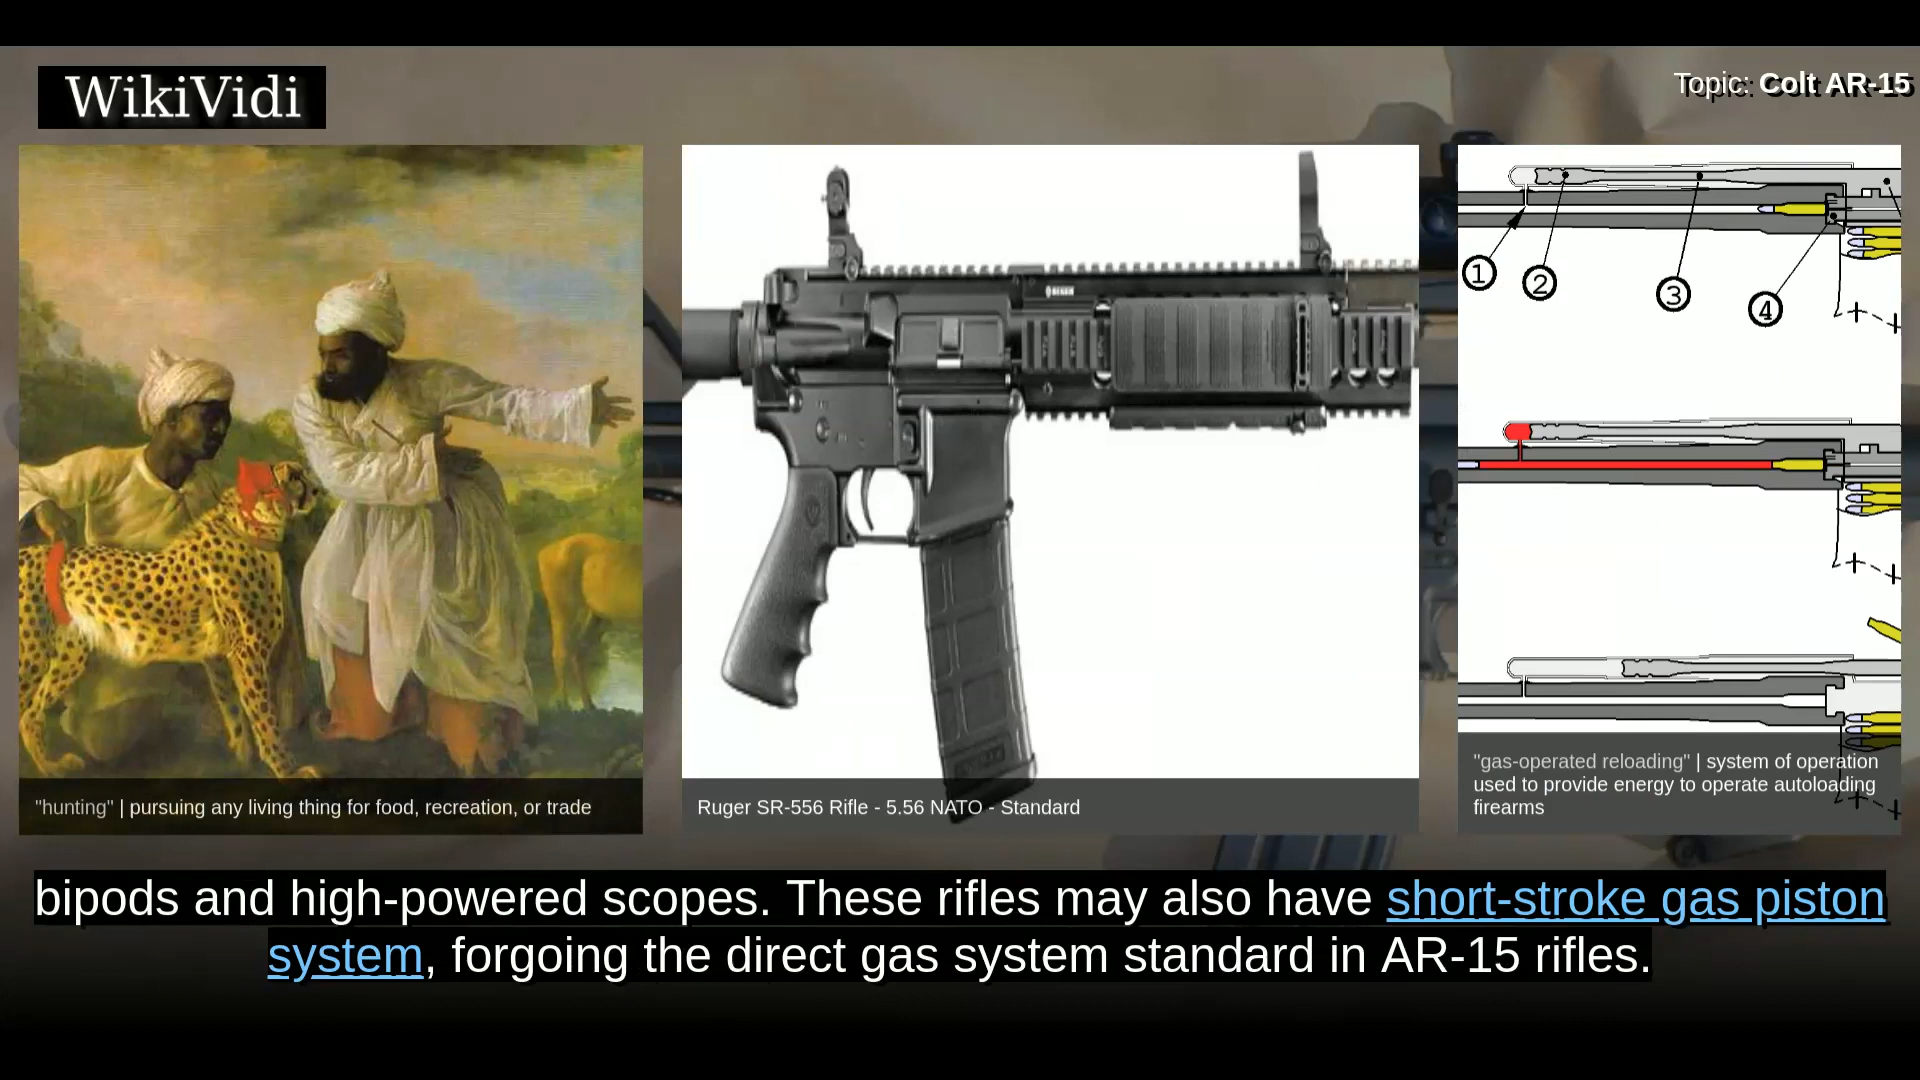 WikiVidi
Topic: Colt AR-15
1
2
3
4
"hunting" | pursuing any living thing for food, recreation, or trade
Ruger SR-556 Rifle - 5.56 NATO - Standard
"gas-operated reloading" | system of operation
used to provide energy to operate autoloading
firearms
bipods and high-powered scopes. These rifles may also have short-stroke gas piston
system, forgoing the direct gas system standard in AR-15 rifles.